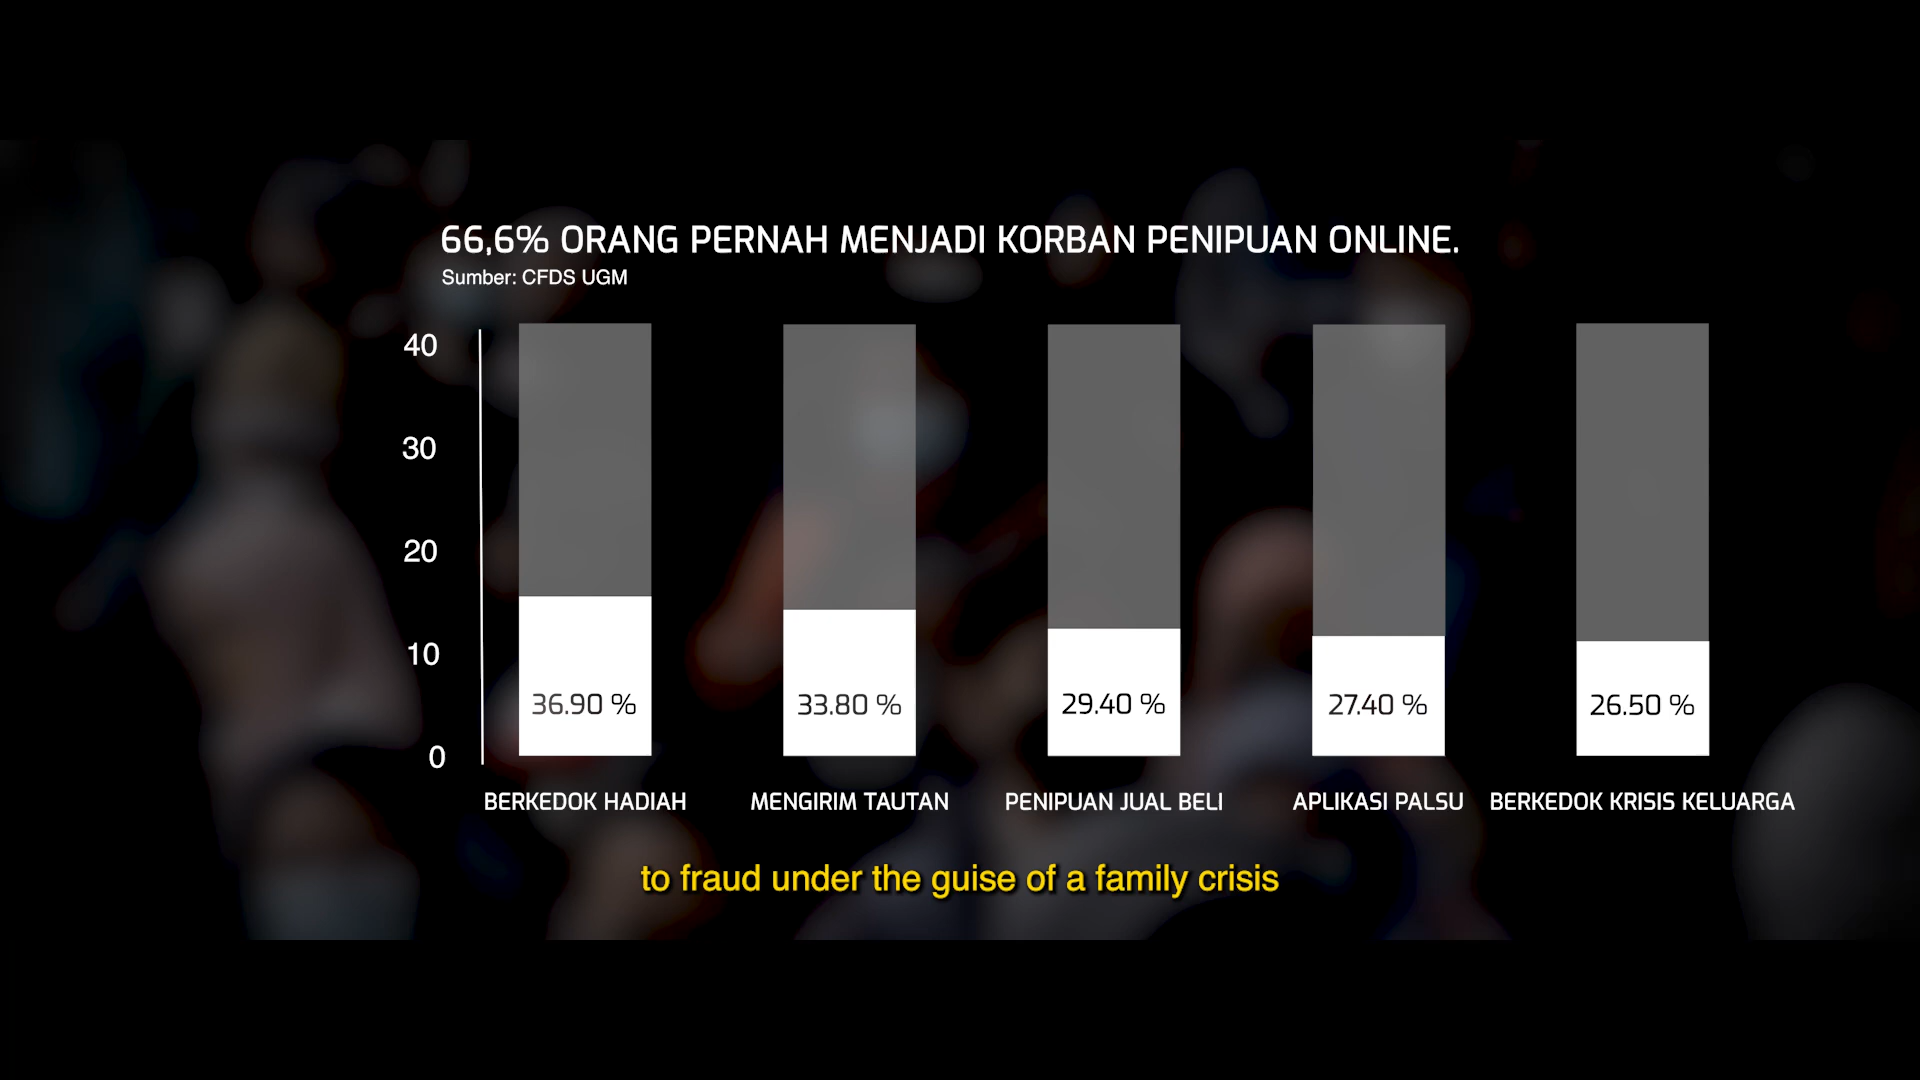 66,6% ORANG PERNAH MENJADI KORBAN PENIPUAN ONLINE.
Sumber: CFDS UGM
40
30
20
10
0
36.90 %
33.80 %
29.40 %
27.40 %
26.50 %
BERKEDOK HADIAH
MENGIRIM TAUTAN
PENIPUAN JUAL BELI
APLIKASI PALSU
BERKEDOK KRISIS KELUARGA
to fraud under the guise of a family crisis